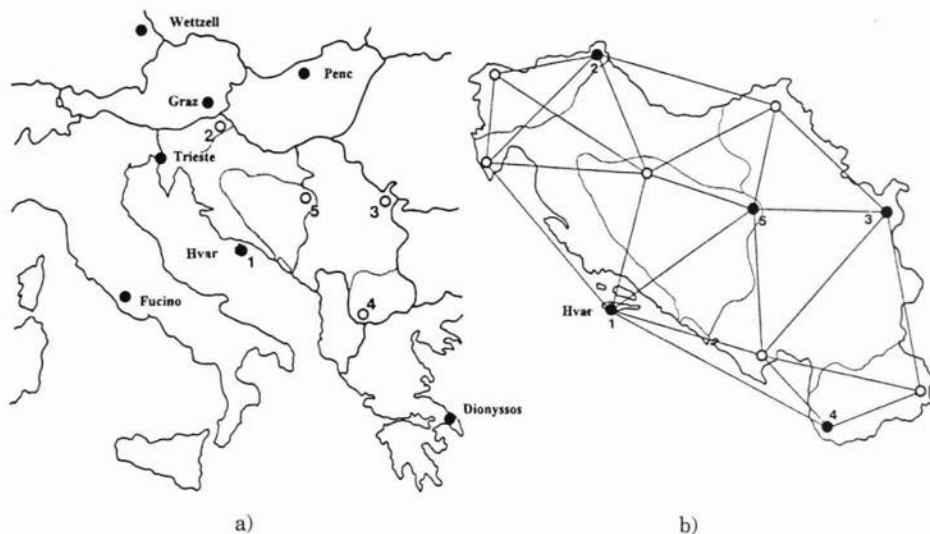 Wettzell
Penc
Graz
2
Trieste
5
3
Hvar
1
Fucino
4
Dionyssos
a)
2
5
3
Hvar
1
4
b)